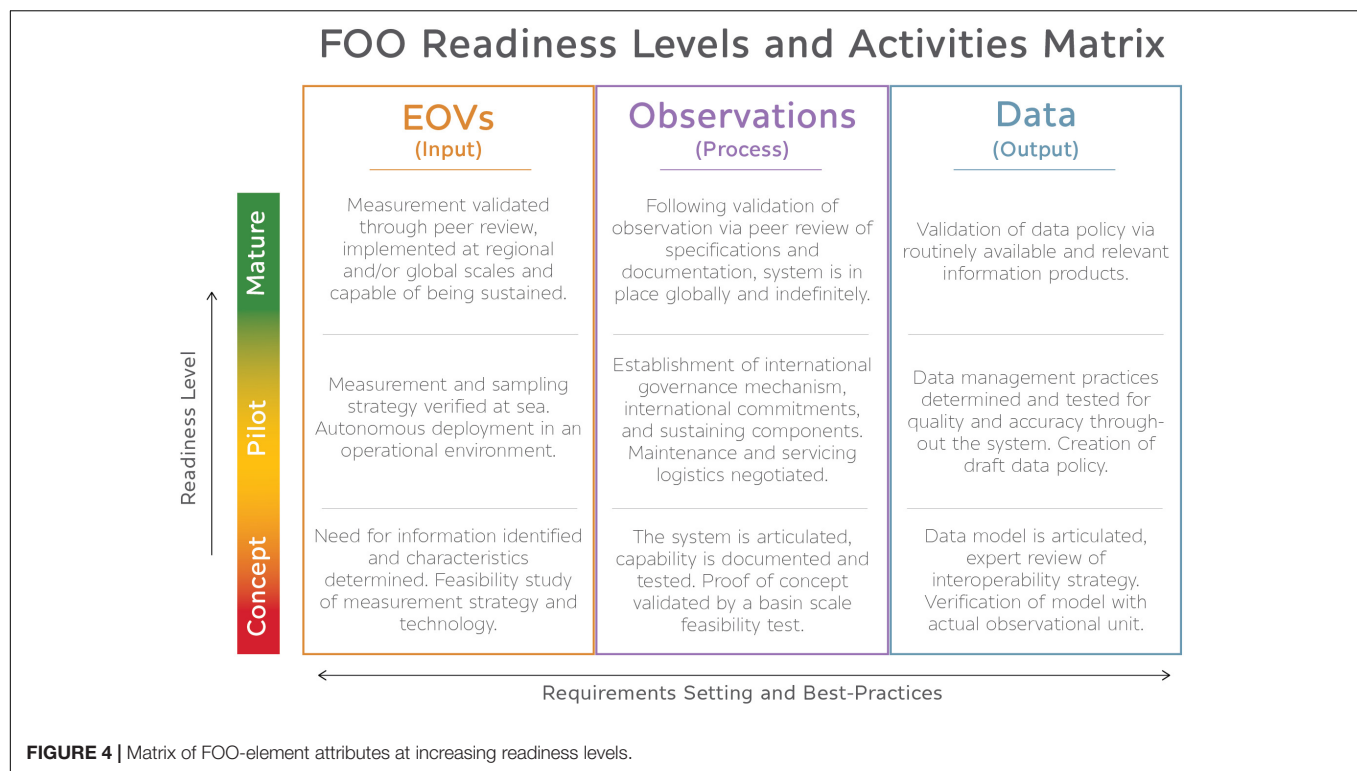 FOO Readiness Levels and Activities Matrix
EOVs
(Input)
Observations
(Process)
Data
(Output)
Readiness Level
Mature
Measurement validated
through peer review,
implemented at regional
and/or global scales and
capable of being sustained.
Following validation of
observation via peer review of
specifications and
documentation, system is in
place globally and indefinitely.
Validation of data policy via
routinely available and relevant
information products.
Pilot
Measurement and sampling
strategy verified at sea.
Autonomous deployment in an
operational environment.
Establishment of international
governance mechanism,
international commitments,
and sustaining components.
Maintenance and servicing
logistics negotiated.
Data management practices
determined and tested for
quality and accuracy through-
out the system. Creation of
draft data policy.
Concept
Need for information identified
and characteristics
determined. Feasibility study
of measurement strategy and
technology.
The system is articulated,
capability is documented and
tested. Proof of concept
validated by a basin scale
feasibility test.
Data model is articulated,
expert review of
interoperability strategy.
Verification of model with
actual observational unit.
Requirements Setting and Best-Practices
FIGURE 4 | Matrix of FOO-element attributes at increasing readiness levels.